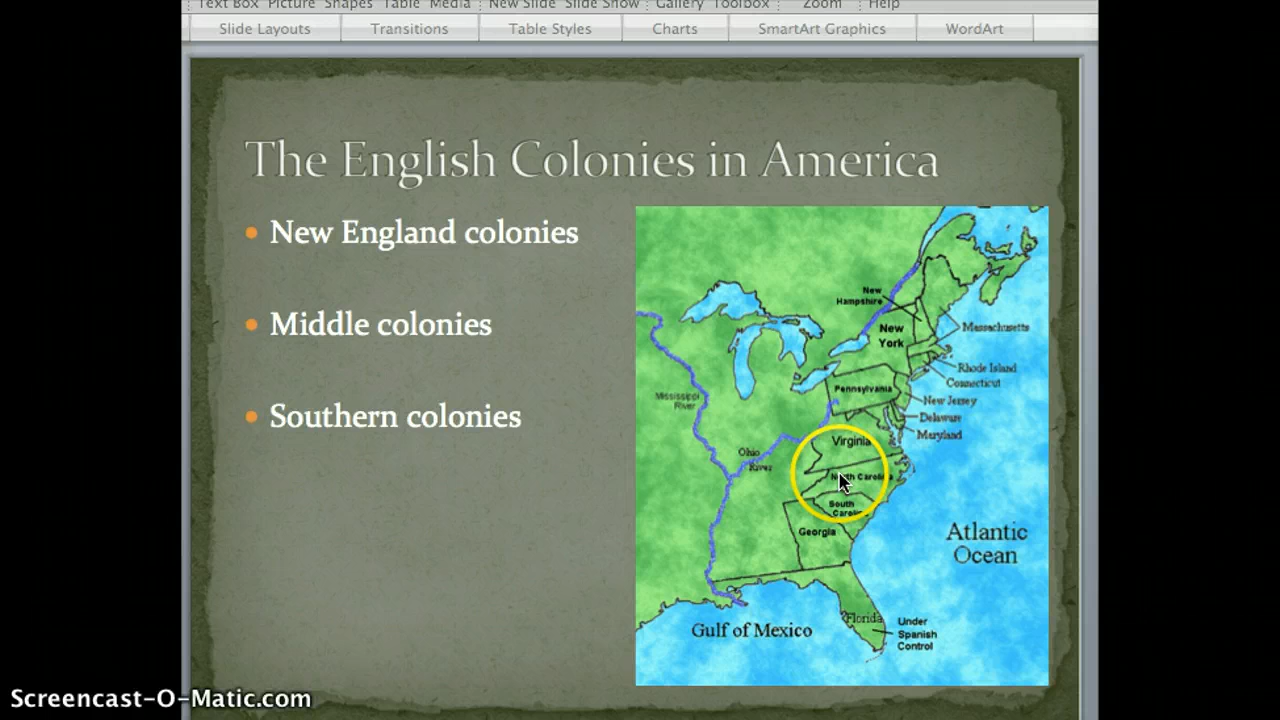 Text Box Picture Shapes Table Media New Slide Slide Show Gallery Toolbox Zoom Help
Slide Layouts Transitions Table Styles Charts SmartArt Graphics WordArt
The English Colonies in America
• New England colonies
• Middle colonies
• Southern colonies
New
Hampshire
New
York
Massachusetts
Rhode Island
Connecticut
Pennsylvania
New Jersey
Delaware
Maryland
Mississippi
River
Virginia
Ohio
River
North Carolina
South
Carolina
Georgia
Atlantic
Ocean
Florida
Under
Spanish
Control
Gulf of Mexico
Screencast-O-Matic.com